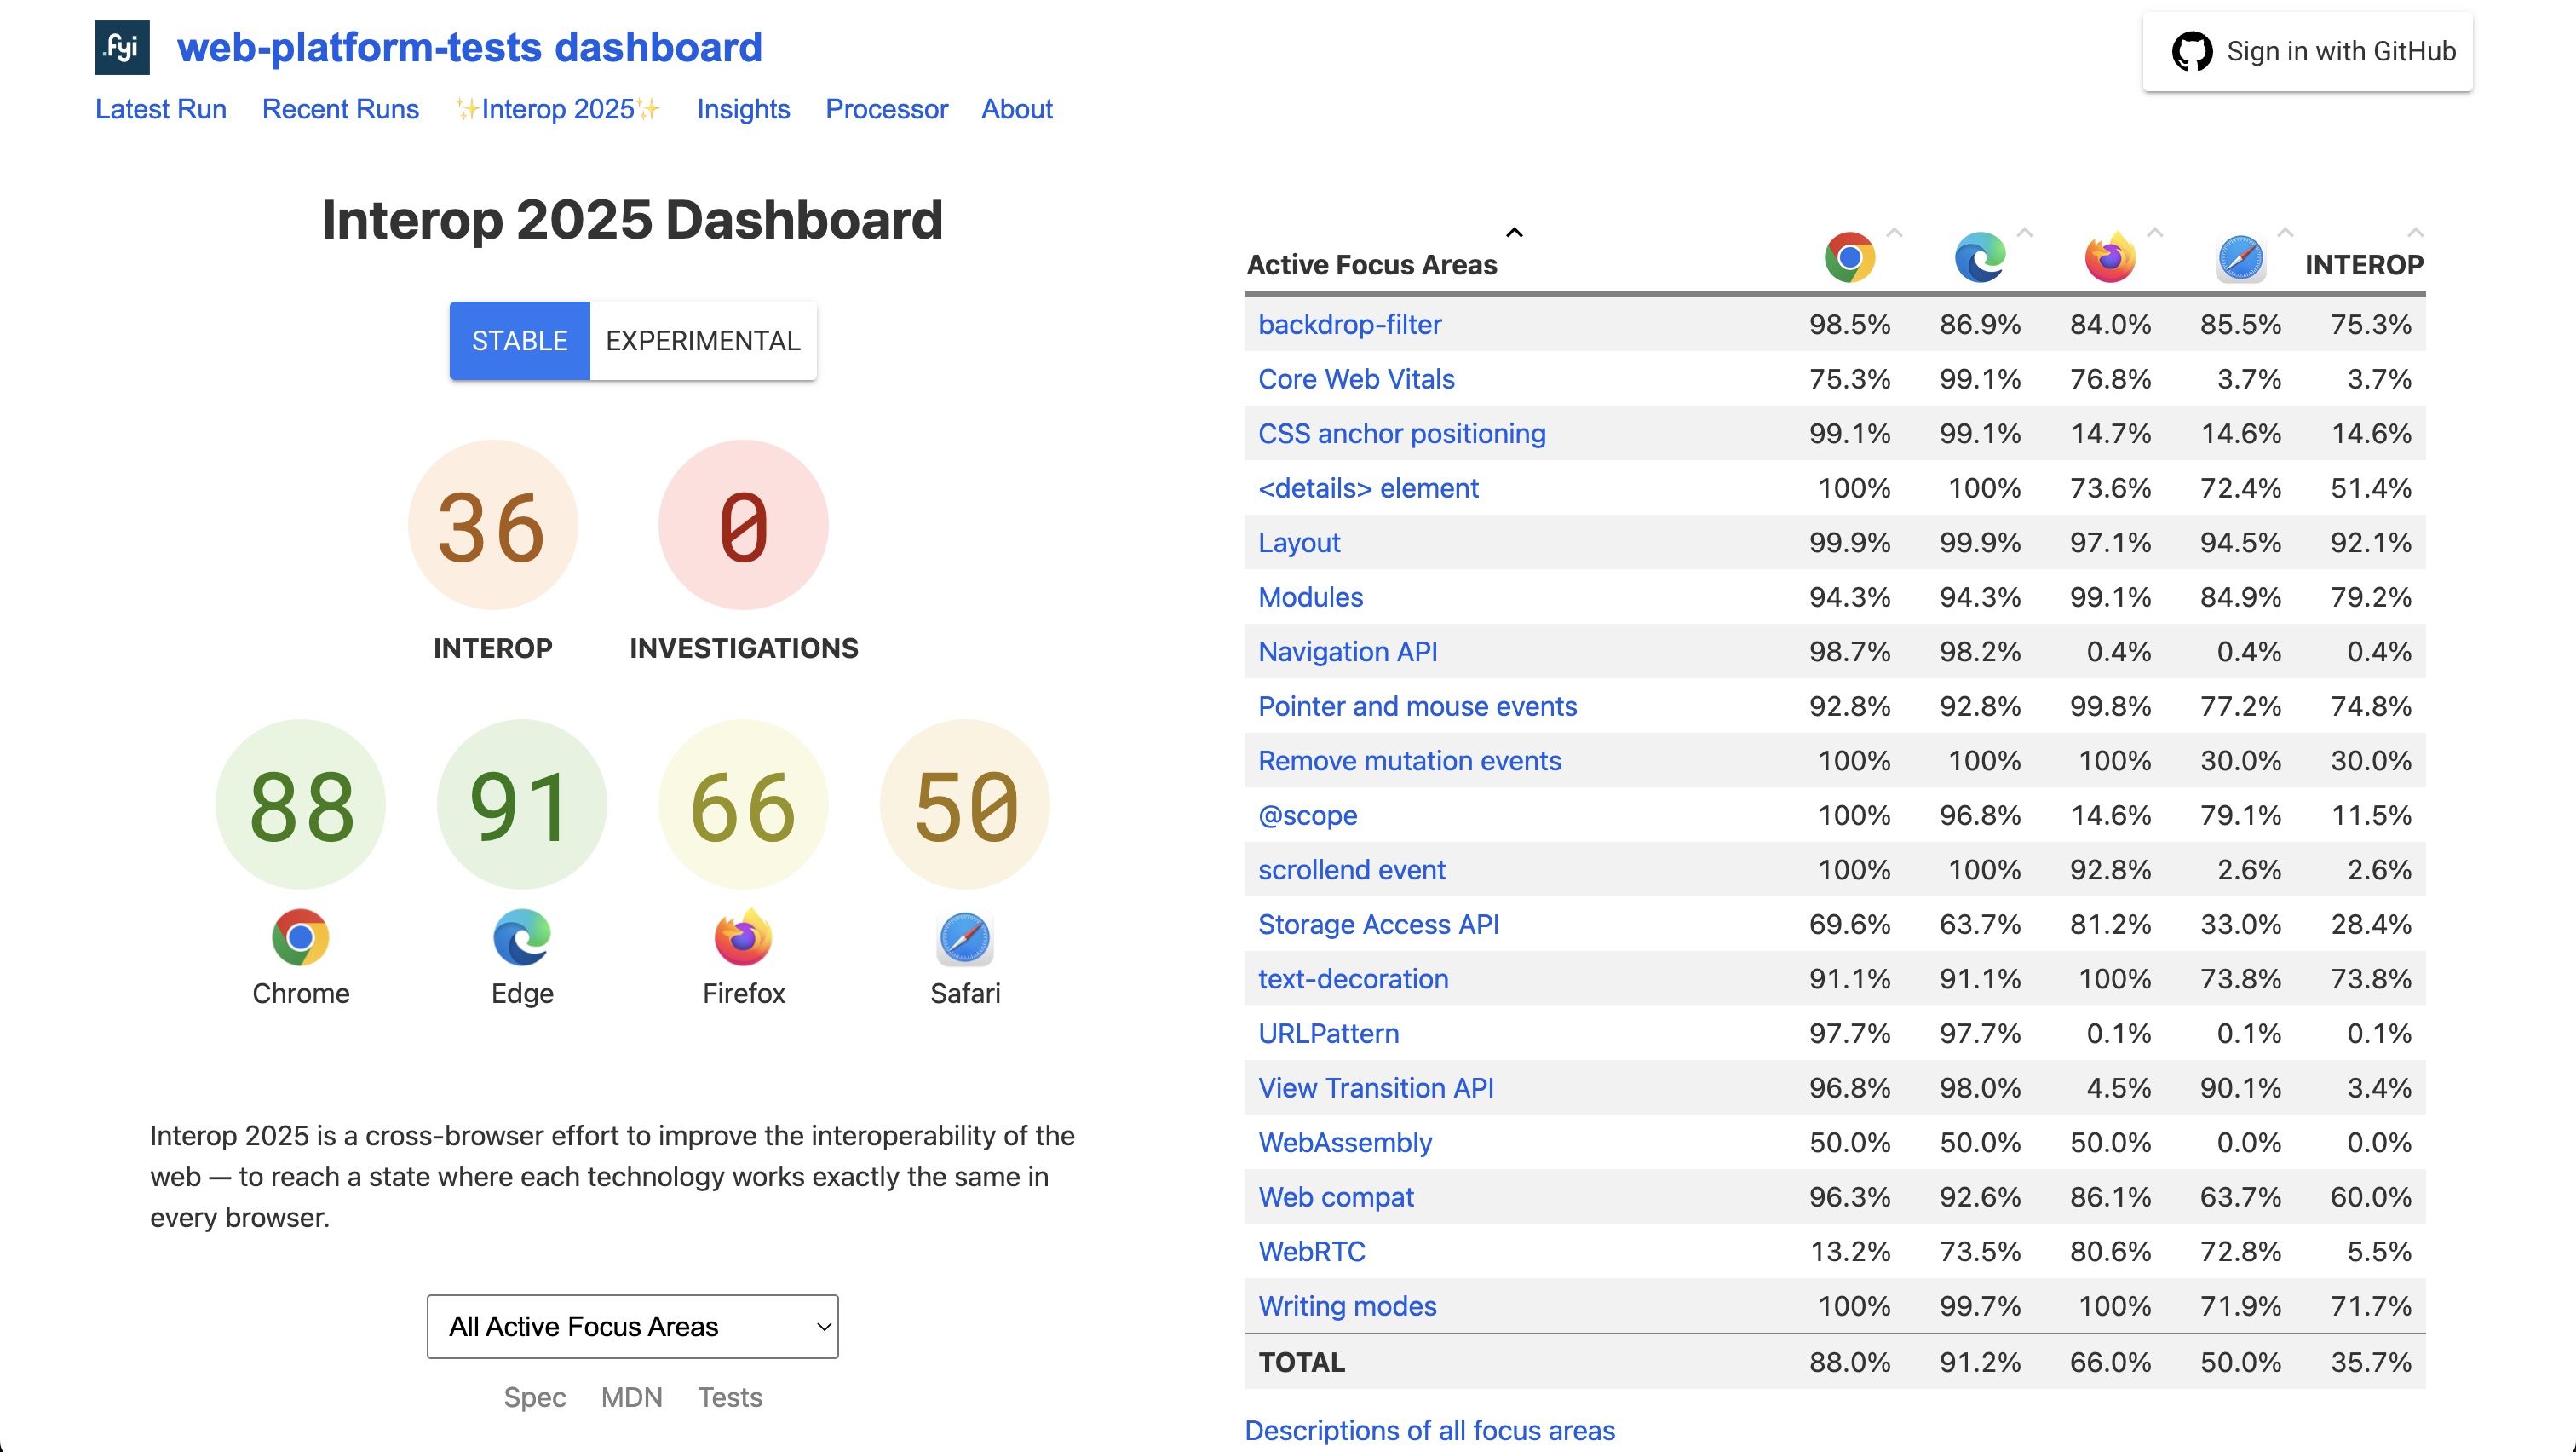 .fyi web-platform-tests dashboard
Sign in with GitHub
Latest Run Recent Runs ✨Interop 2025✨ Insights Processor About
Interop 2025 Dashboard
STABLE EXPERIMENTAL
36 0
INTEROP INVESTIGATIONS
88 91 66 50
Chrome Edge Firefox Safari
Interop 2025 is a cross-browser effort to improve the interoperability of the
web — to reach a state where each technology works exactly the same in
every browser.
All Active Focus Areas
Spec MDN Tests
Active Focus Areas INTEROP
backdrop-filter 98.5% 86.9% 84.0% 85.5% 75.3%
Core Web Vitals 75.3% 99.1% 76.8% 3.7% 3.7%
CSS anchor positioning 99.1% 99.1% 14.7% 14.6% 14.6%
<details> element 100% 100% 73.6% 72.4% 51.4%
Layout 99.9% 99.9% 97.1% 94.5% 92.1%
Modules 94.3% 94.3% 99.1% 84.9% 79.2%
Navigation API 98.7% 98.2% 0.4% 0.4% 0.4%
Pointer and mouse events 92.8% 92.8% 99.8% 77.2% 74.8%
Remove mutation events 100% 100% 100% 30.0% 30.0%
@scope 100% 96.8% 14.6% 79.1% 11.5%
scrollend event 100% 100% 92.8% 2.6% 2.6%
Storage Access API 69.6% 63.7% 81.2% 33.0% 28.4%
text-decoration 91.1% 91.1% 100% 73.8% 73.8%
URLPattern 97.7% 97.7% 0.1% 0.1% 0.1%
View Transition API 96.8% 98.0% 4.5% 90.1% 3.4%
WebAssembly 50.0% 50.0% 50.0% 0.0% 0.0%
Web compat 96.3% 92.6% 86.1% 63.7% 60.0%
WebRTC 13.2% 73.5% 80.6% 72.8% 5.5%
Writing modes 100% 99.7% 100% 71.9% 71.7%
TOTAL 88.0% 91.2% 66.0% 50.0% 35.7%
Descriptions of all focus areas